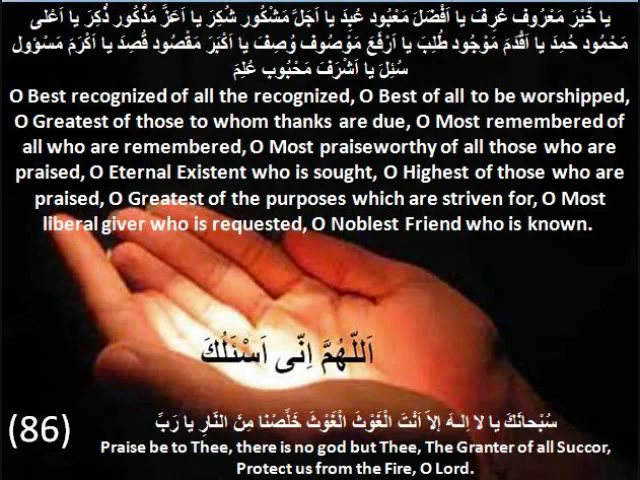 يا خَيْرَ مَعْرُوفٍ عُرِفَ يا اَفْضَلَ مَعْبُودٍ عُبِدَ يا اَجَلَّ مَشْكُورٍ شُكِرَ يا اَعَزَّ مَذْكُورٍ ذُكِرَ يا اَعْلى
مَحْمُودٍ حُمِدَ يا اَقْدَمَ مَوْجُودٍ طُلِبَ يا اَرْفَعَ مَوْصُوفٍ وُصِفَ يا اَكْبَرَ مَقْصُودٍ قُصِدَ يا اَكْرَمَ مَسْؤولٍ
سُئِلَ يا اَشْرَفَ مَحْبُوبٍ عُلِمَ
O Best recognized of all the recognized, O Best of all to be worshipped,
O Greatest of those to whom thanks are due, O Most remembered of
all who are remembered, O Most praiseworthy of all those who are
praised, O Eternal Existent who is sought, O Highest of those who are
praised, O Greatest of the purposes which are striven for, O Most
liberal giver who is requested, O Noblest Friend who is known.
اَللّهُمَّ اِنّى اَسْئَلُكَ
(86)
سُبْحانَكَ يا لا اِلـهَ إلاّ اَنْتَ الْغَوْثَ الْغَوْثَ خَلِّصْنا مِنَ النّارِ يا رَبِّ
Praise be to Thee, there is no god but Thee, The Granter of all Succor,
Protect us from the Fire, O Lord.